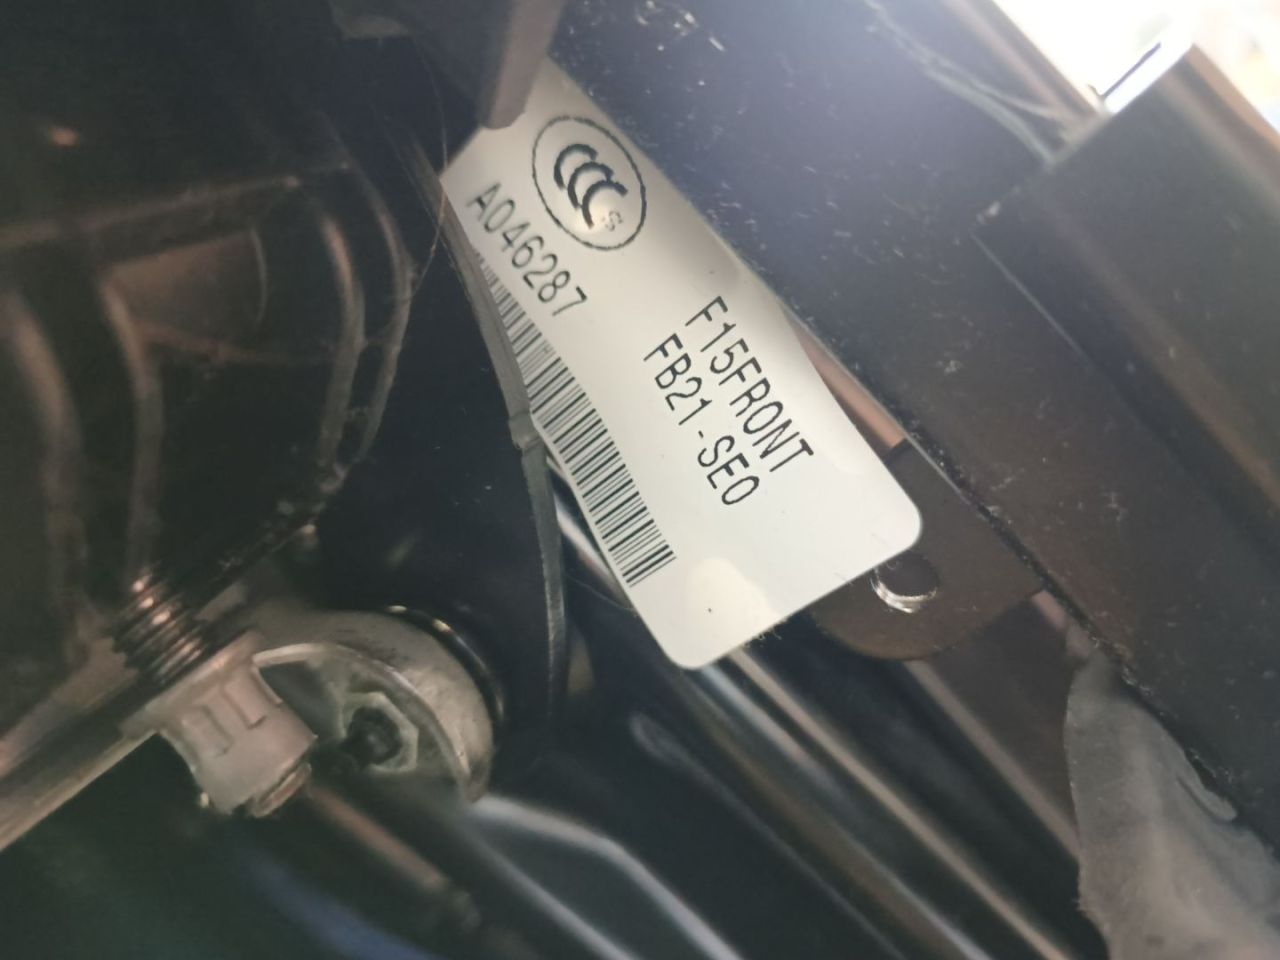 CCC S
A046287
F15FRONT
FB21-SE0